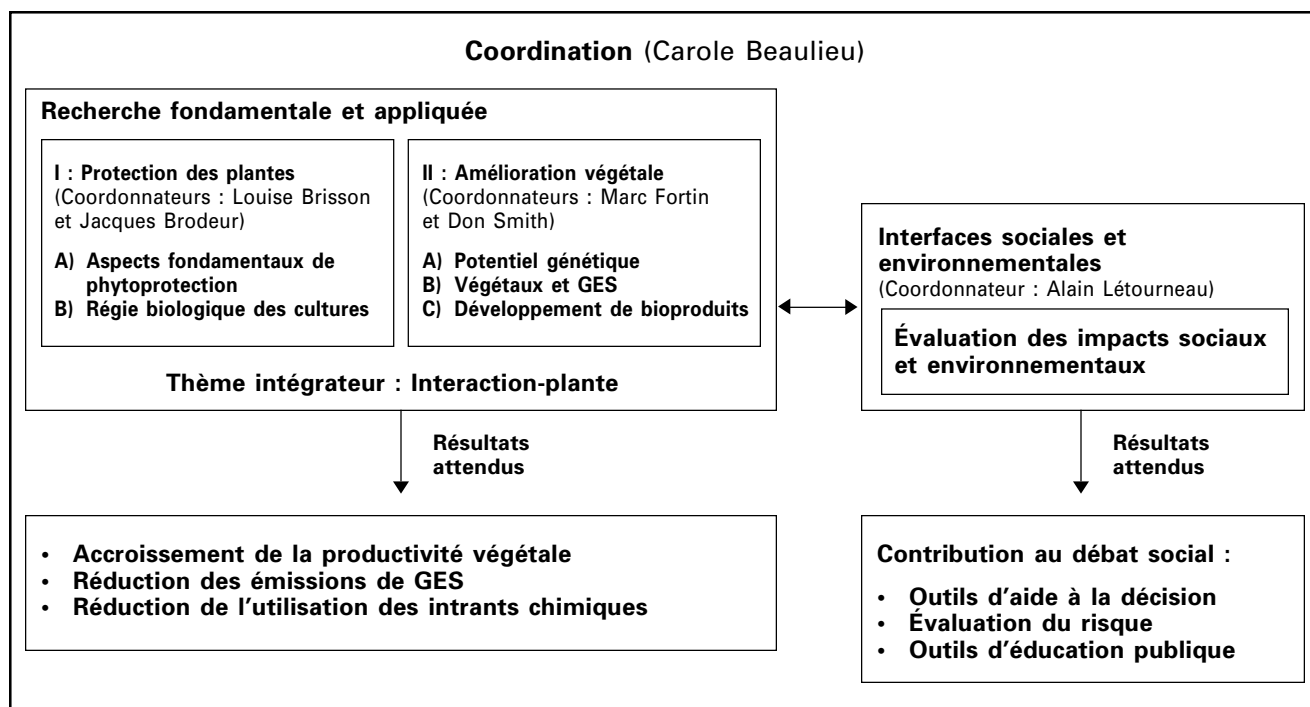 Coordination (Carole Beaulieu)
Recherche fondamentale et appliquée
I : Protection des plantes
(Coordonnateurs : Louise Brisson
et Jacques Brodeur)
A) Aspects fondamentaux de
phytoprotection
B) Régie biologique des cultures
II : Amélioration végétale
(Coordonnateurs : Marc Fortin
et Don Smith)
A) Potentiel génétique
B) Végétaux et GES
C) Développement de bioproduits
Thème intégrateur : Interaction-plante
Interfaces sociales et
environnementales
(Coordonnateur : Alain Létourneau)
Évaluation des impacts sociaux
et environnementaux
Résultats
attendus
Résultats
attendus
• Accroissement de la productivité végétale
• Réduction des émissions de GES
• Réduction de l'utilisation des intrants chimiques
Contribution au débat social :
• Outils d'aide à la décision
• Évaluation du risque
• Outils d'éducation publique